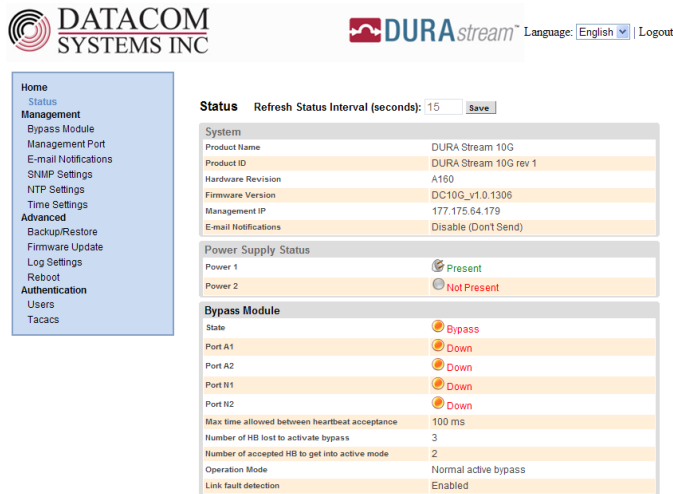 DATACOM
SYSTEMS INC
DURAstream™
Language: English | Logout
Home
Status
Management
Bypass Module
Management Port
E-mail Notifications
SNMP Settings
NTP Settings
Time Settings
Advanced
Backup/Restore
Firmware Update
Log Settings
Reboot
Authentication
Users
Tacacs
Status Refresh Status Interval (seconds): 15 Save
System
Product Name DURA Stream 10G
Product ID DURA Stream 10G rev 1
Hardware Revision A160
Firmware Version DC10G_v1.0.1306
Management IP 177.175.64.179
E-mail Notifications Disable (Don't Send)
Power Supply Status
Power 1 Present
Power 2 Not Present
Bypass Module
State Bypass
Port A1 Down
Port A2 Down
Port N1 Down
Port N2 Down
Max time allowed between heartbeat acceptance 100 ms
Number of HB lost to activate bypass 3
Number of accepted HB to get into active mode 2
Operation Mode Normal active bypass
Link fault detection Enabled